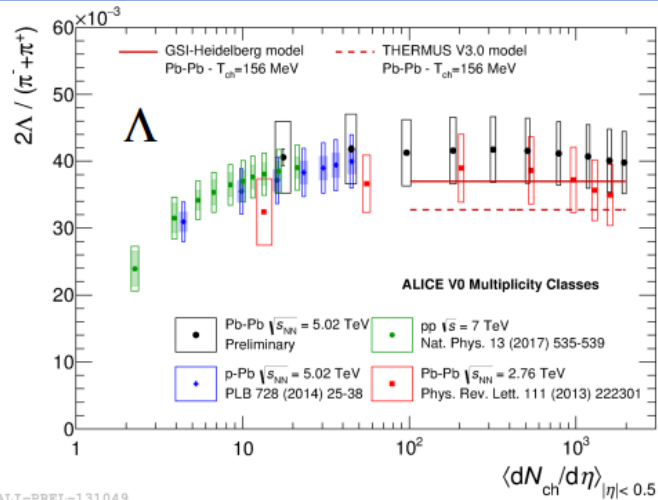 60×10⁻³
GSI-Heidelberg model
Pb-Pb - T_ch=156 MeV
THERMUS V3.0 model
Pb-Pb - T_ch=156 MeV
2Λ / (π⁻+π⁺)
Λ
50
40
30
20
10
0
ALICE V0 Multiplicity Classes
Pb-Pb √s_NN = 5.02 TeV
Preliminary
pp √s = 7 TeV
Nat. Phys. 13 (2017) 535-539
p-Pb √s_NN = 5.02 TeV
PLB 728 (2014) 25-38
Pb-Pb √s_NN = 2.76 TeV
Phys. Rev. Lett. 111 (2013) 222301
1 10 10² 10³
⟨dN_ch/dη⟩_|η|< 0.5
ALI-PREL-131049